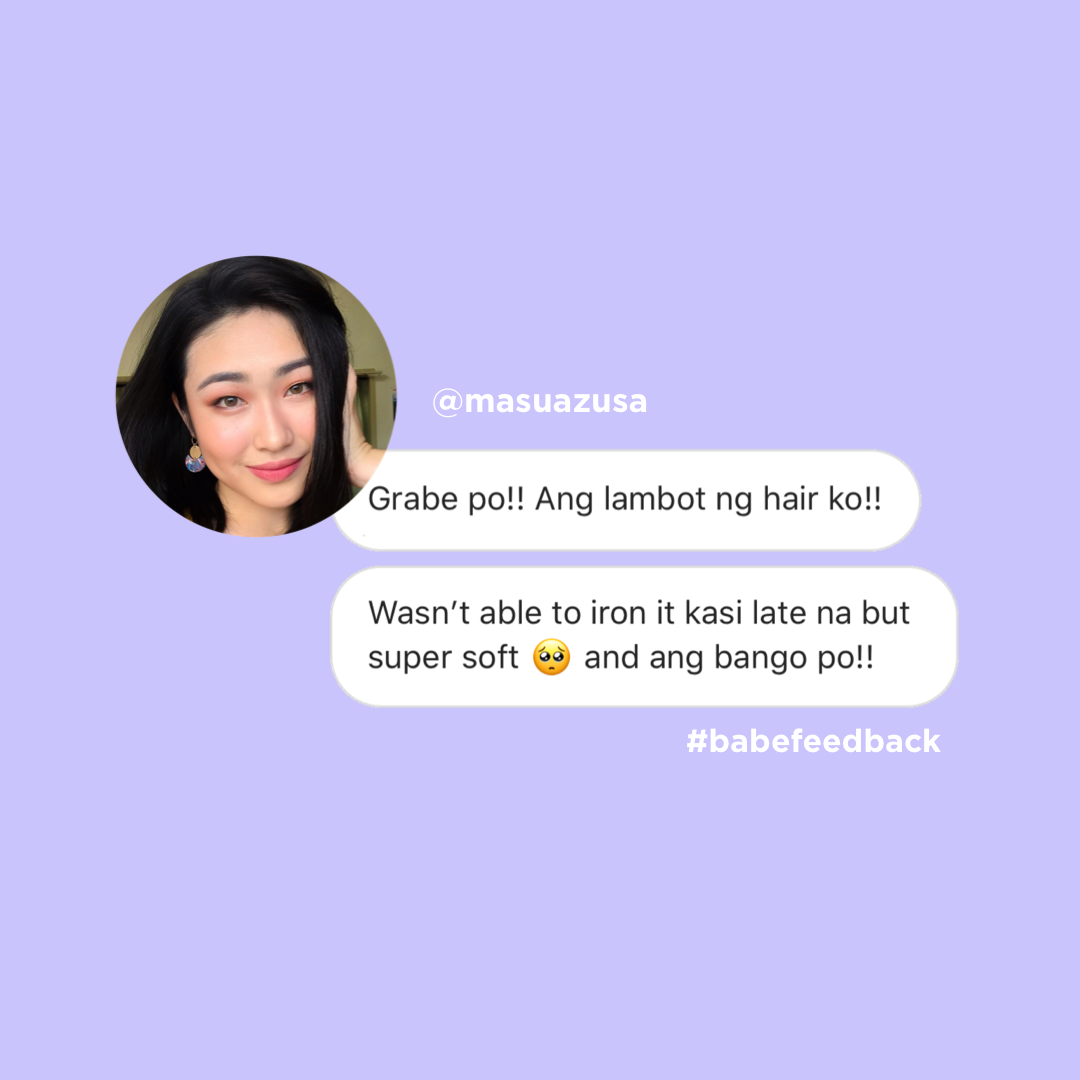 @masuazusa
Grabe po!! Ang lambot ng hair ko!!
Wasn’t able to iron it kasi late na but
super soft 🥺 and ang bango po!!
#babefeedback